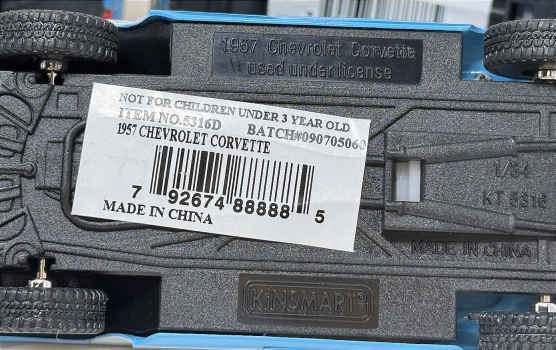 1957 Chevrolet Corvette
used under license
NOT FOR CHILDREN UNDER 3 YEAR OLD
ITEM NO.5316D BATCH#090705060
1957 CHEVROLET CORVETTE
7 92674 88888 5
MADE IN CHINA
1/34
KT 5316
MADE IN CHINA
KINSMART